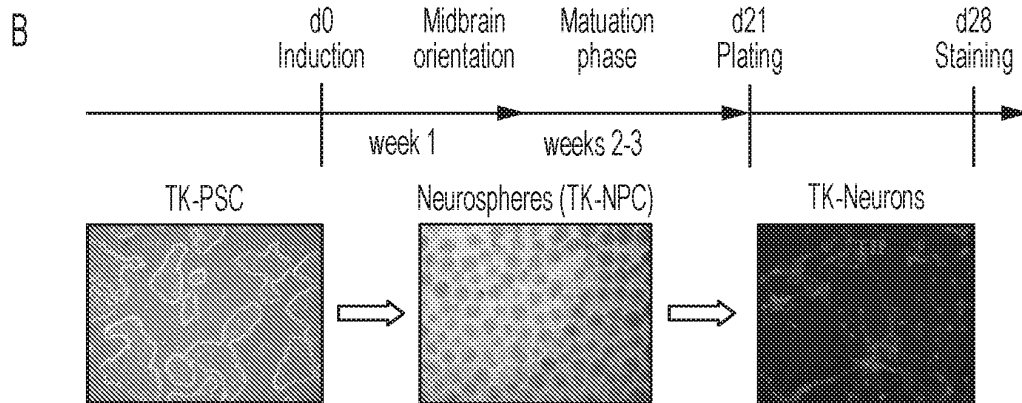 B
d0
Induction
Midbrain
orientation
Matuation
phase
d21
Plating
d28
Staining
week 1
weeks 2-3
TK-PSC
Neurospheres (TK-NPC)
TK-Neurons